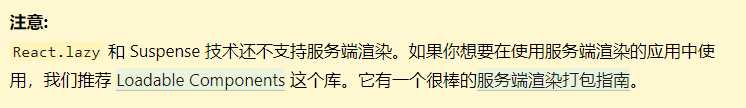 注意:
React.lazy 和 Suspense 技术还不支持服务端渲染。如果你想要在使用服务端渲染的应用中使
用，我们推荐 Loadable Components 这个库。它有一个很棒的服务端渲染打包指南。